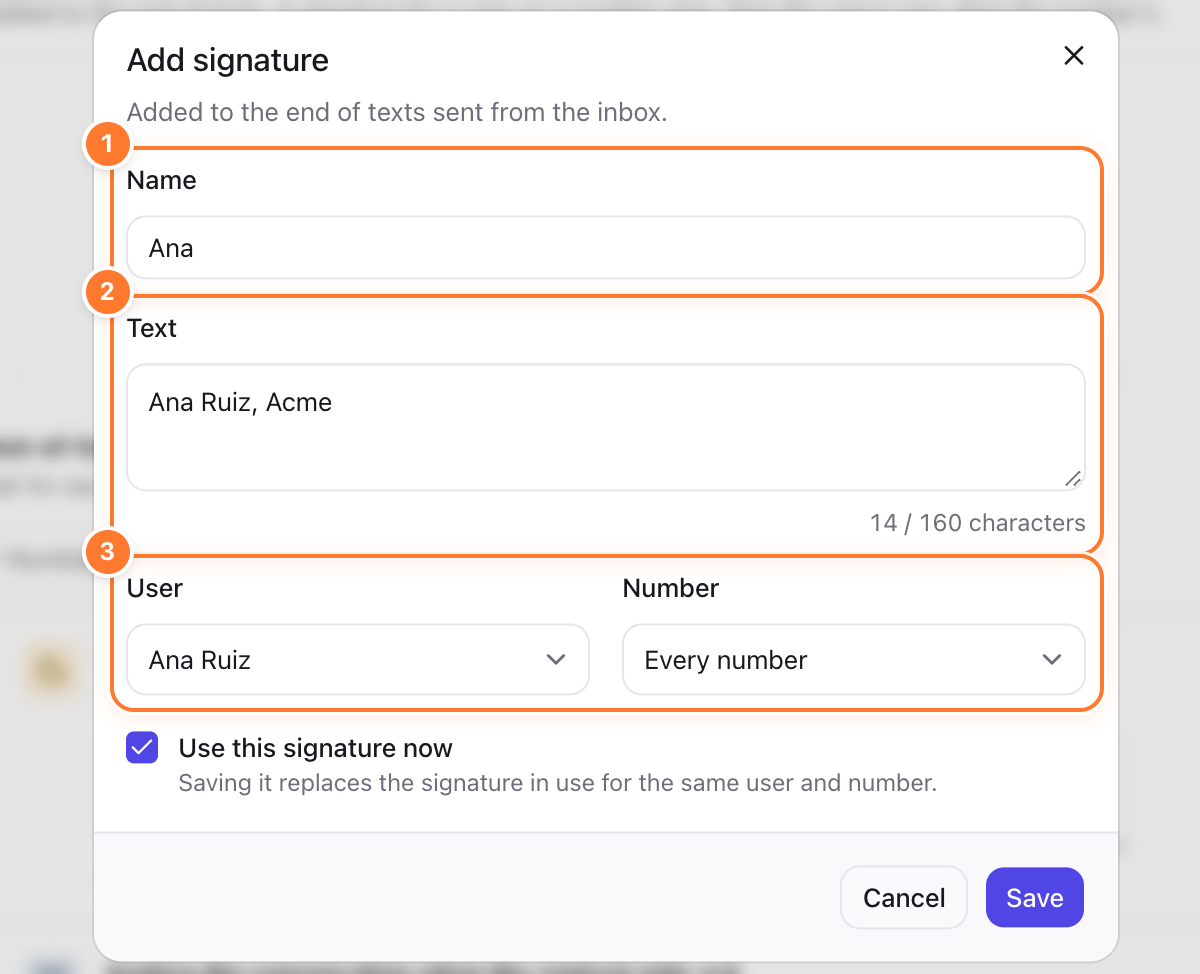 Add signature
Added to the end of texts sent from the inbox.
1
Name
Ana
2
Text
Ana Ruiz, Acme
14 / 160 characters
3
User
Number
Ana Ruiz
Every number
Use this signature now
Saving it replaces the signature in use for the same user and number.
Cancel
Save